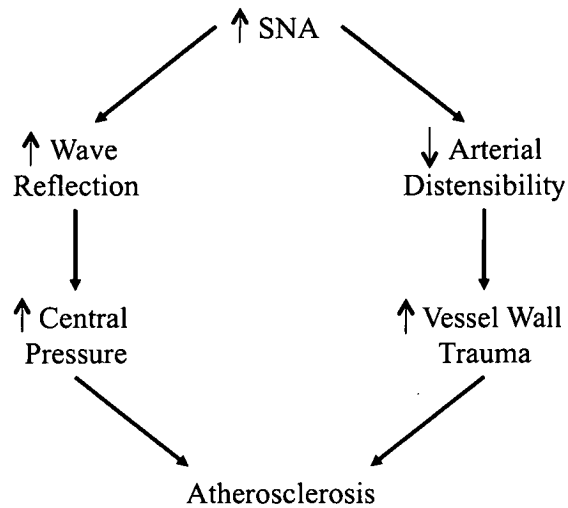 ↑ SNA
↑ Wave
Reflection
↓ Arterial
Distensibility
↑ Central
Pressure
↑ Vessel Wall
Trauma
Atherosclerosis